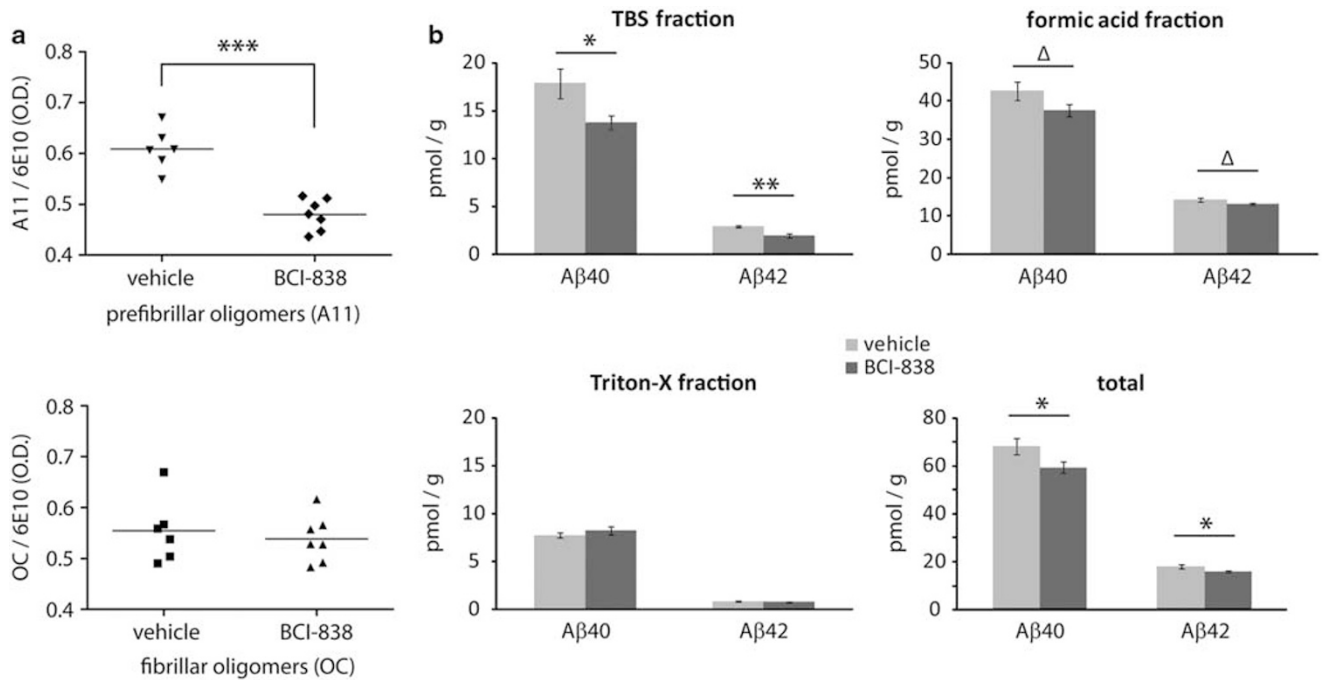 a
A11 / 6E10 (O.D.)
0.8
0.7
0.6
0.5
0.4
***
vehicle
BCI-838
prefibrillar oligomers (A11)
OC / 6E10 (O.D.)
0.8
0.7
0.6
0.5
0.4
vehicle
BCI-838
fibrillar oligomers (OC)
b
TBS fraction
pmol / g
20
15
10
5
0
*
**
Aβ40
Aβ42
formic acid fraction
pmol / g
50
40
30
20
10
0
Δ
Δ
Aβ40
Aβ42
vehicle
BCI-838
Triton-X fraction
pmol / g
20
15
10
5
0
Aβ40
Aβ42
total
pmol / g
80
60
40
20
0
*
*
Aβ40
Aβ42